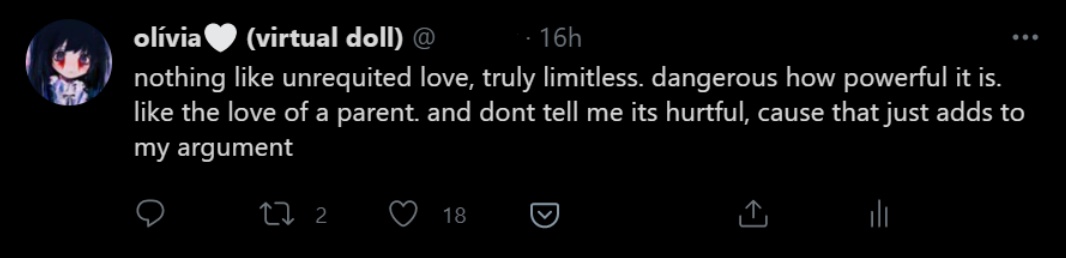 olívia🤍 (virtual doll) @ · 16h
nothing like unrequited love, truly limitless. dangerous how powerful it is.
like the love of a parent. and dont tell me its hurtful, cause that just adds to
my argument
2 18